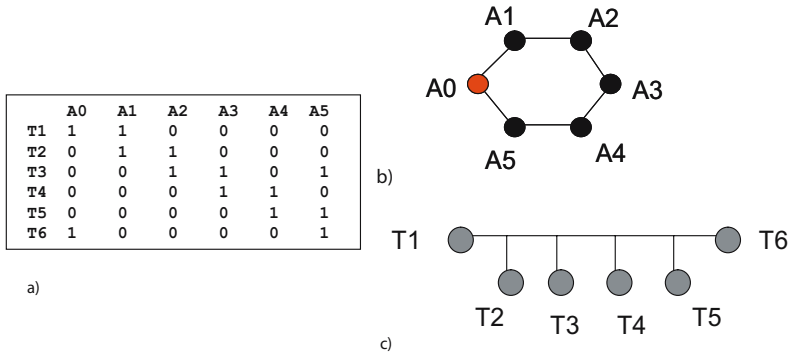 A0 A1 A2 A3 A4 A5
T1 1 1 0 0 0 0
T2 0 1 1 0 0 0
T3 0 0 1 1 0 1
T4 0 0 0 1 1 0
T5 0 0 0 0 1 1
T6 1 0 0 0 0 1
a)
A1 A2
A0 A3
A5 A4
b)
T1 T6
T2 T3 T4 T5
c)